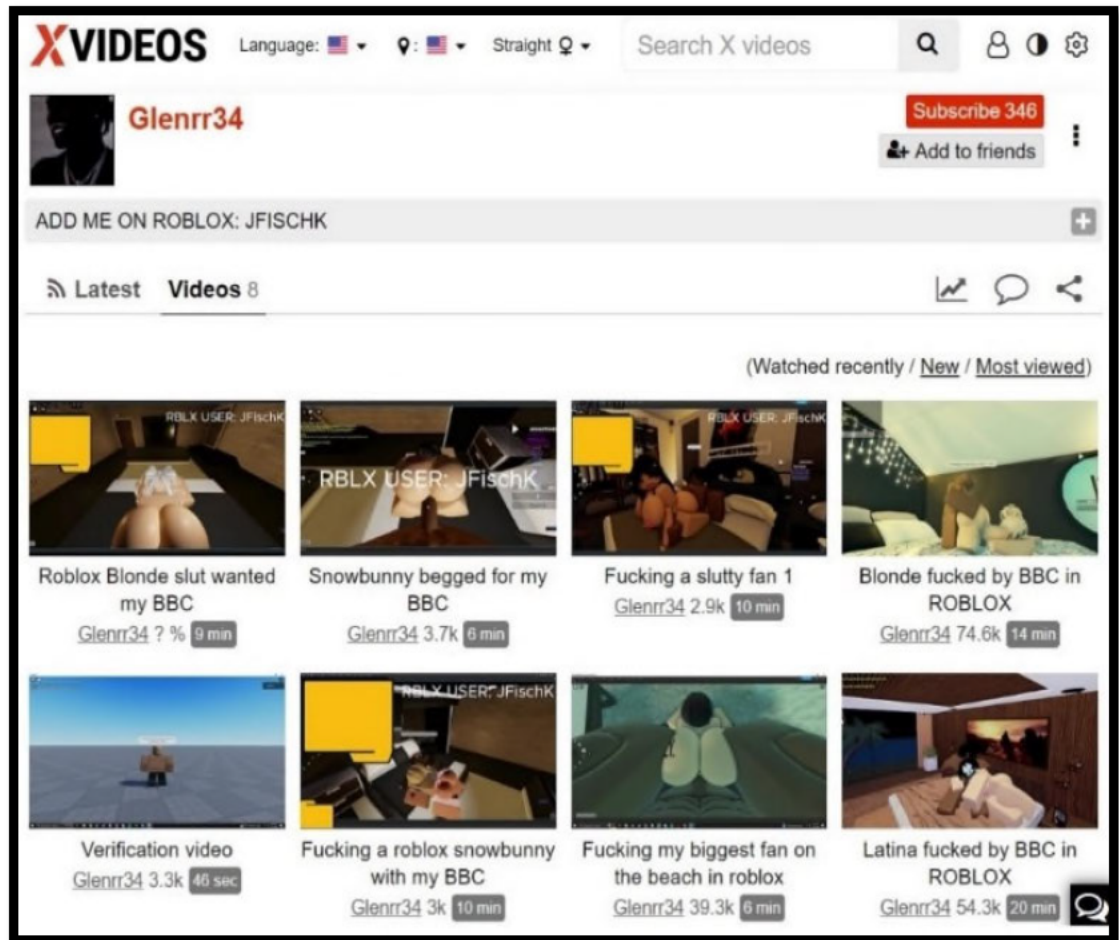 XVIDEOS Language: : Straight Search X videos
Glenrr34
Subscribe 346
Add to friends
ADD ME ON ROBLOX: JFISCHK
Latest Videos 8
(Watched recently / New / Most viewed)
RBLX USER: JFischK
RBLX USER: JFischK
RBLX USER: JFischK
Roblox Blonde slut wanted
my BBC
Glenrr34 ? % 9 min
Snowbunny begged for my
BBC
Glenrr34 3.7k 6 min
Fucking a slutty fan 1
Glenrr34 2.9k 10 min
Blonde fucked by BBC in
ROBLOX
Glenrr34 74.6k 14 min
RBLX USER: JFischK
Verification video
Glenrr34 3.3k 46 sec
Fucking a roblox snowbunny
with my BBC
Glenrr34 3k 10 min
Fucking my biggest fan on
the beach in roblox
Glenrr34 39.3k 6 min
Latina fucked by BBC in
ROBLOX
Glenrr34 54.3k 20 min